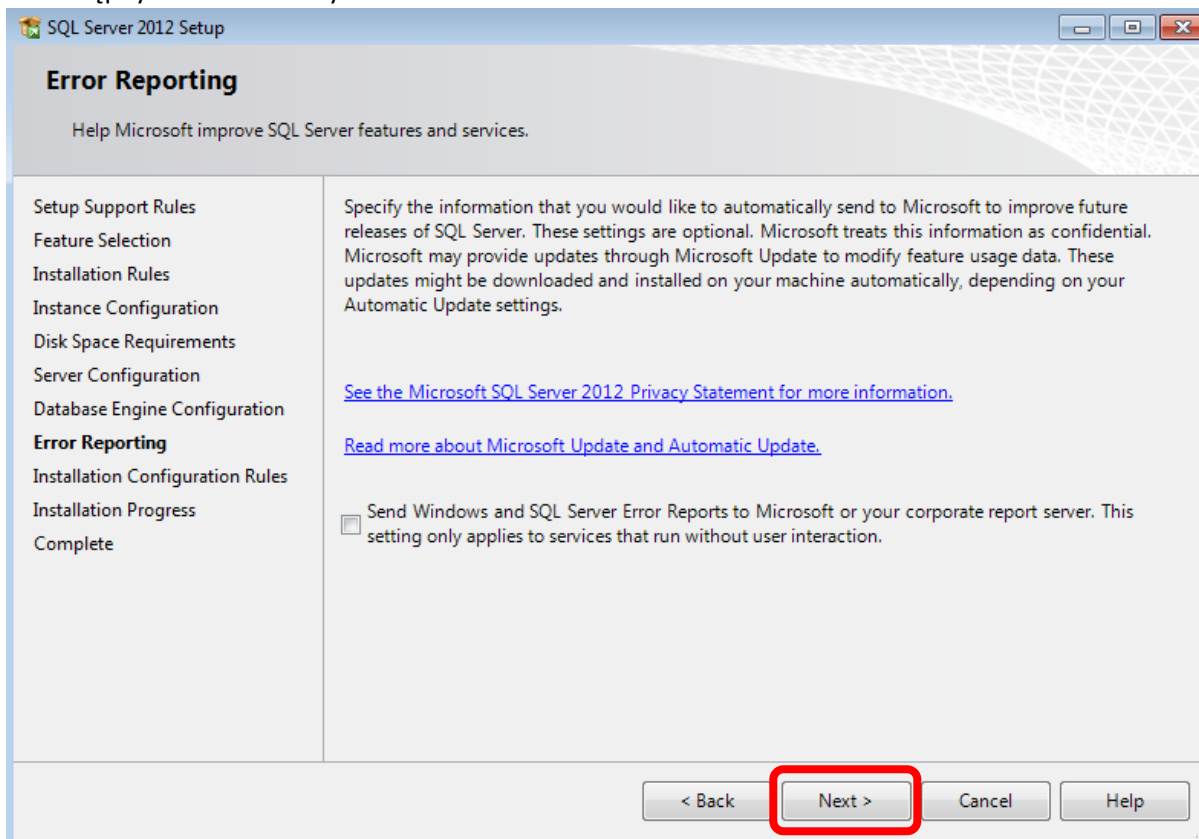 SQL Server 2012 Setup
Error Reporting
Help Microsoft improve SQL Server features and services.
Setup Support Rules
Feature Selection
Installation Rules
Instance Configuration
Disk Space Requirements
Server Configuration
Database Engine Configuration
Error Reporting
Installation Configuration Rules
Installation Progress
Complete
Specify the information that you would like to automatically send to Microsoft to improve future
releases of SQL Server. These settings are optional. Microsoft treats this information as confidential.
Microsoft may provide updates through Microsoft Update to modify feature usage data. These
updates might be downloaded and installed on your machine automatically, depending on your
Automatic Update settings.
See the Microsoft SQL Server 2012 Privacy Statement for more information.
Read more about Microsoft Update and Automatic Update.
Send Windows and SQL Server Error Reports to Microsoft or your corporate report server. This
setting only applies to services that run without user interaction.
< Back
Next >
Cancel
Help